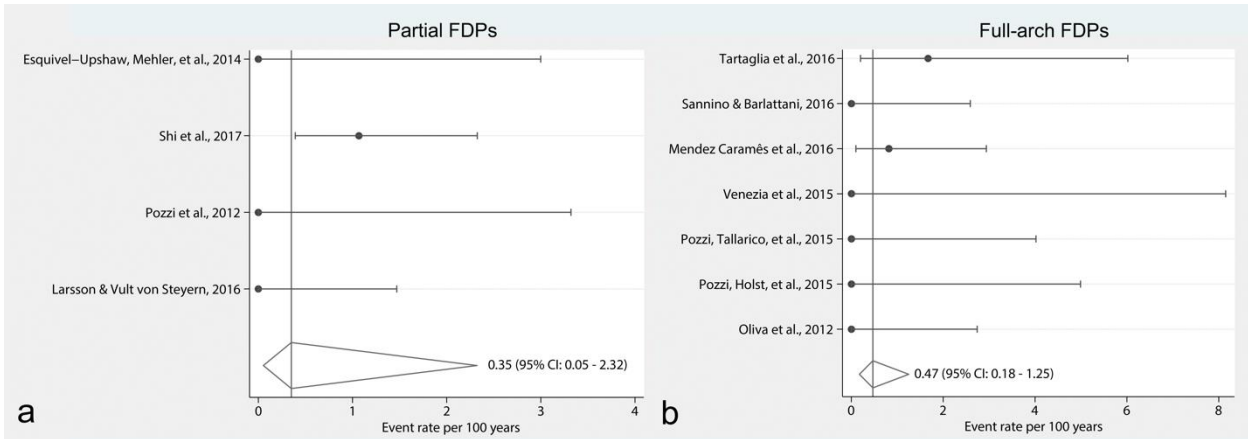 Partial FDPs
Esquivel–Upshaw, Mehler, et al., 2014
Shi et al., 2017
Pozzi et al., 2012
Larsson & Vult von Steyern, 2016
0.35 (95% CI: 0.05 - 2.32)
0 1 2 3 4
Event rate per 100 years
a
Full-arch FDPs
Tartaglia et al., 2016
Sannino & Barlattani, 2016
Mendez Caramês et al., 2016
Venezia et al., 2015
Pozzi, Tallarico, et al., 2015
Pozzi, Holst, et al., 2015
Oliva et al., 2012
0.47 (95% CI: 0.18 - 1.25)
0 2 4 6 8
Event rate per 100 years
b